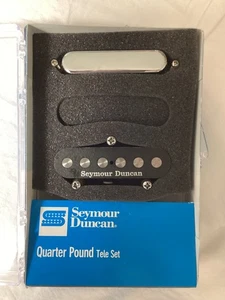 Seymour Duncan
Seymour
Duncan
Quarter Pound Tele Set